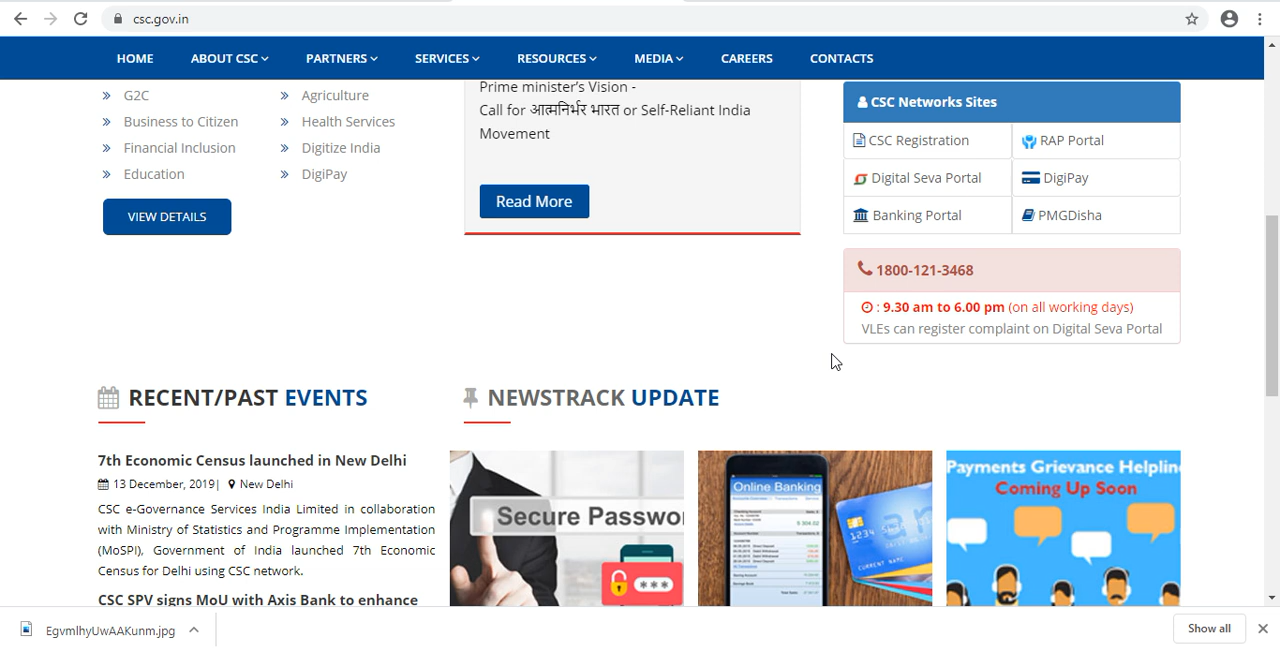 csc.gov.in
HOME ABOUT CSC PARTNERS SERVICES RESOURCES MEDIA CAREERS CONTACTS
G2C Agriculture
Business to Citizen Health Services
Financial Inclusion Digitize India
Education DigiPay
VIEW DETAILS
Prime minister's Vision -
Call for आत्मनिर्भर भारत or Self-Reliant India
Movement
Read More
CSC Networks Sites
CSC Registration RAP Portal
Digital Seva Portal DigiPay
Banking Portal PMGDisha
1800-121-3468
: 9.30 am to 6.00 pm (on all working days)
VLEs can register complaint on Digital Seva Portal
RECENT/PAST EVENTS
7th Economic Census launched in New Delhi
13 December, 2019| New Delhi
CSC e-Governance Services India Limited in collaboration
with Ministry of Statistics and Programme Implementation
(MoSPI), Government of India launched 7th Economic
Census for Delhi using CSC network.
CSC SPV signs MoU with Axis Bank to enhance
NEWSTRACK UPDATE
Secure Passwo
***
Online Banking
1234
Payments Grievance Helplin
Coming Up Soon
EgvmlhyUwAAKunm.jpg
Show all